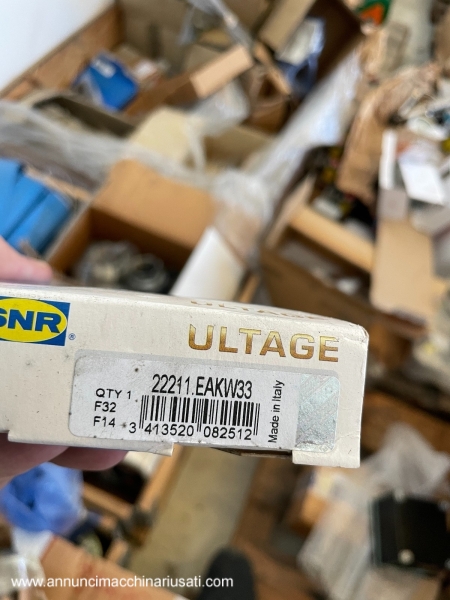 SNR®
ULTAGE
QTY 1. 22211.EAKW33
F32
F14 3 413520 082512
Made in Italy
www.annuncimacchinariusati.com